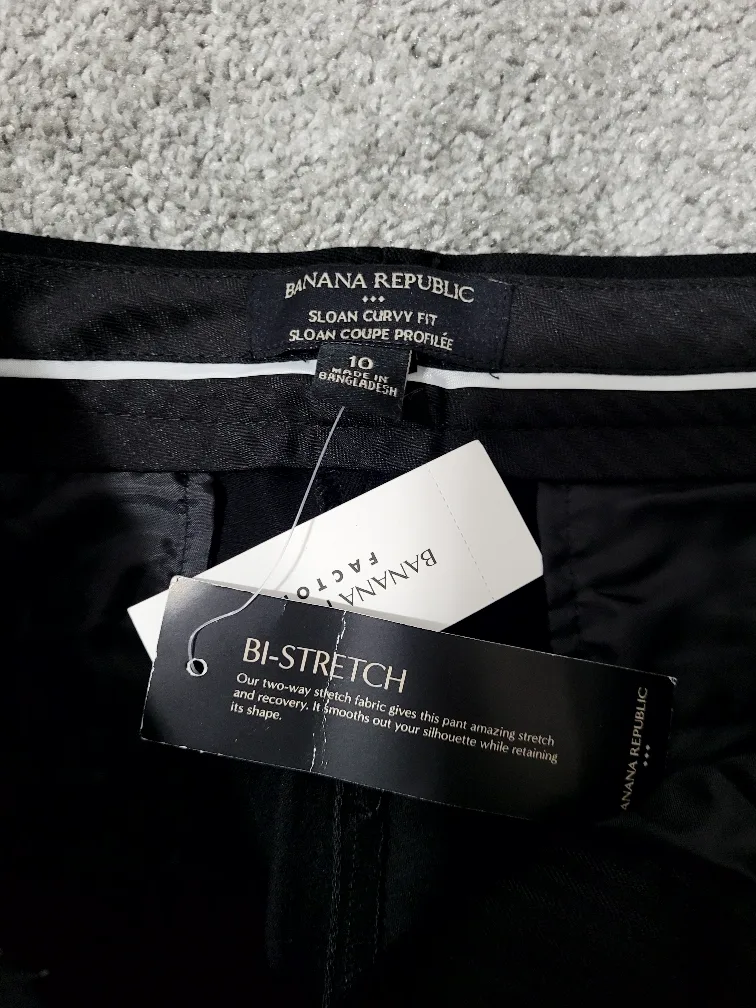 BANANA REPUBLIC
SLOAN CURVY FIT
SLOAN COUPE PROFILÉE
10
MADE IN
BANGLADESH
BANANA
BI-STRETCH
Our two-way stretch fabric gives this pant amazing stretch
and recovery. It smooths out your silhouette while retaining
its shape.
REPUBLIC